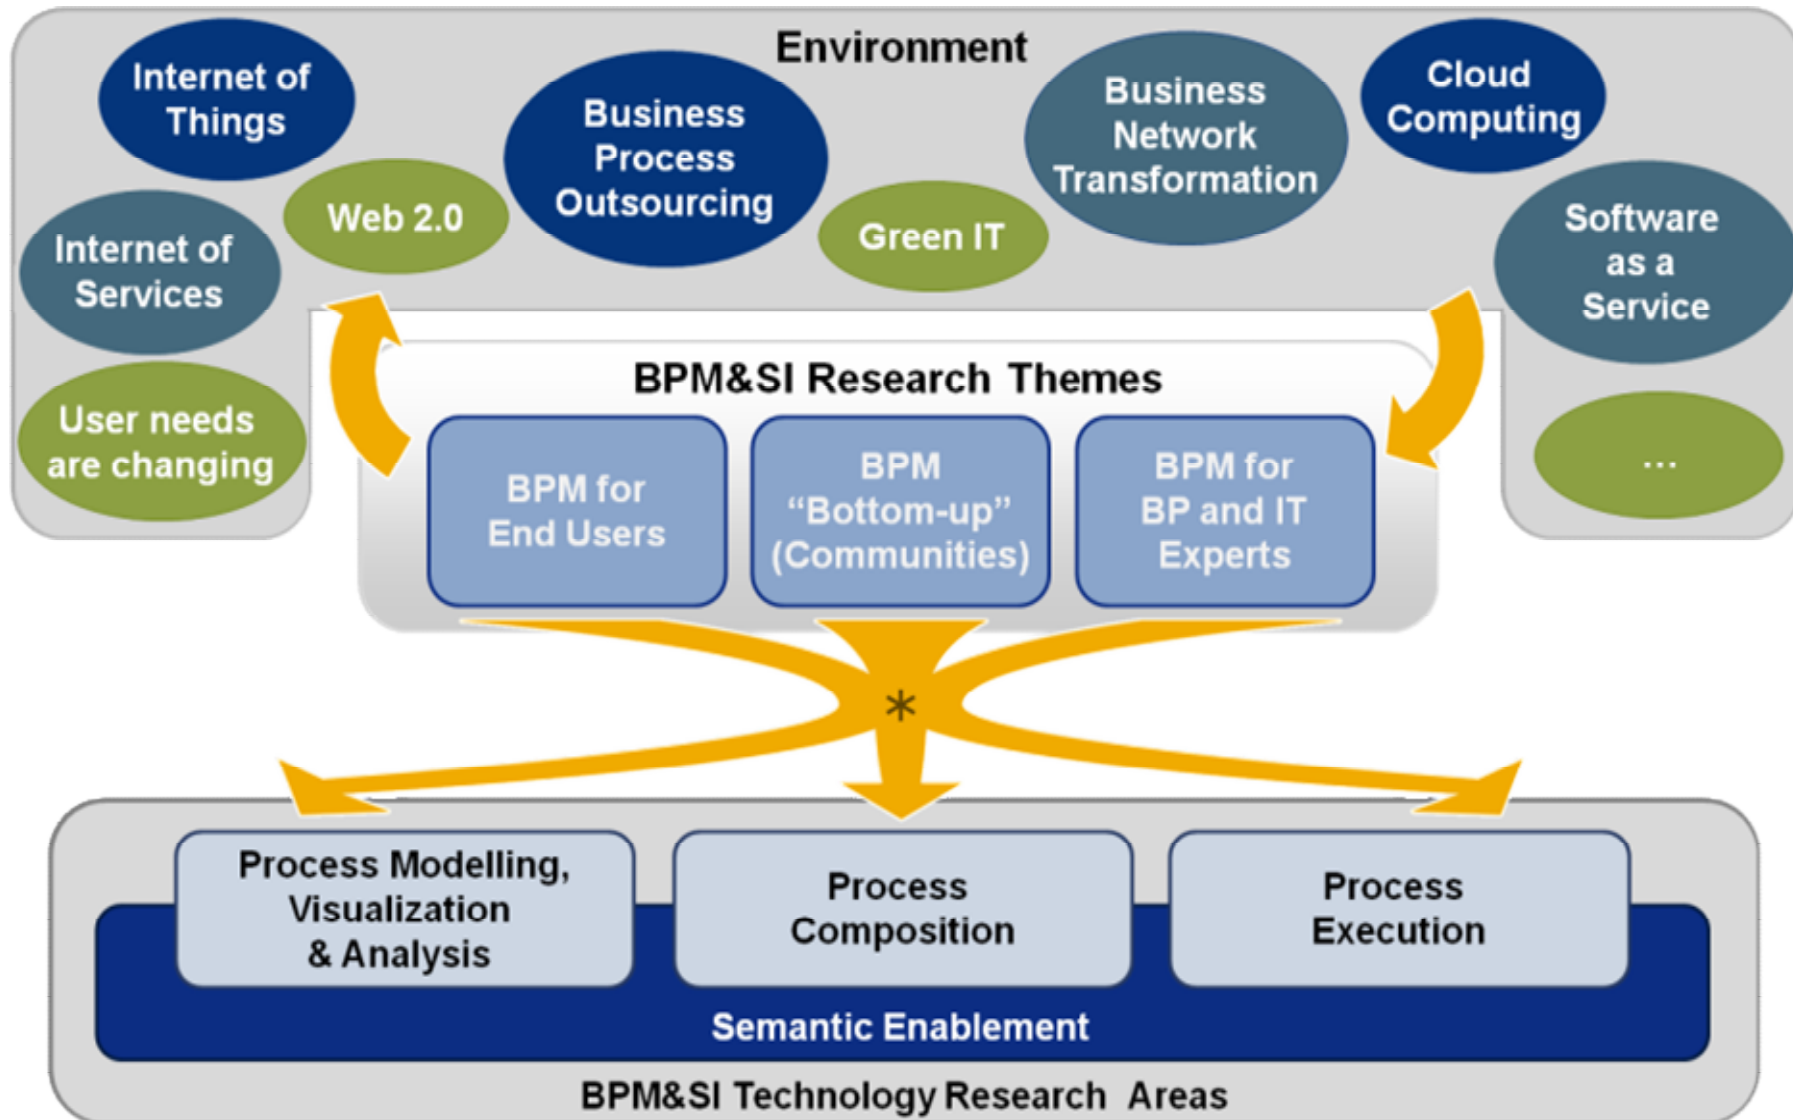 Environment
Internet of
Things
Business
Process
Outsourcing
Business
Network
Transformation
Cloud
Computing
Web 2.0
Green IT
Internet of
Services
Software
as a
Service
User needs
are changing
...
BPM&SI Research Themes
BPM for
End Users
BPM
“Bottom-up”
(Communities)
BPM for
BP and IT
Experts
*
Process Modelling,
Visualization
& Analysis
Process
Composition
Process
Execution
Semantic Enablement
BPM&SI Technology Research Areas